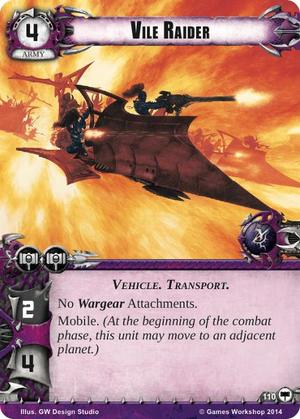 4
ARMY
VILE RAIDER
VEHICLE. TRANSPORT.
2
No Wargear Attachments.
Mobile. (At the beginning of the combat
phase, this unit may move to an adjacent
planet.)
4
110
Illus. GW Design Studio
© Games Workshop 2014